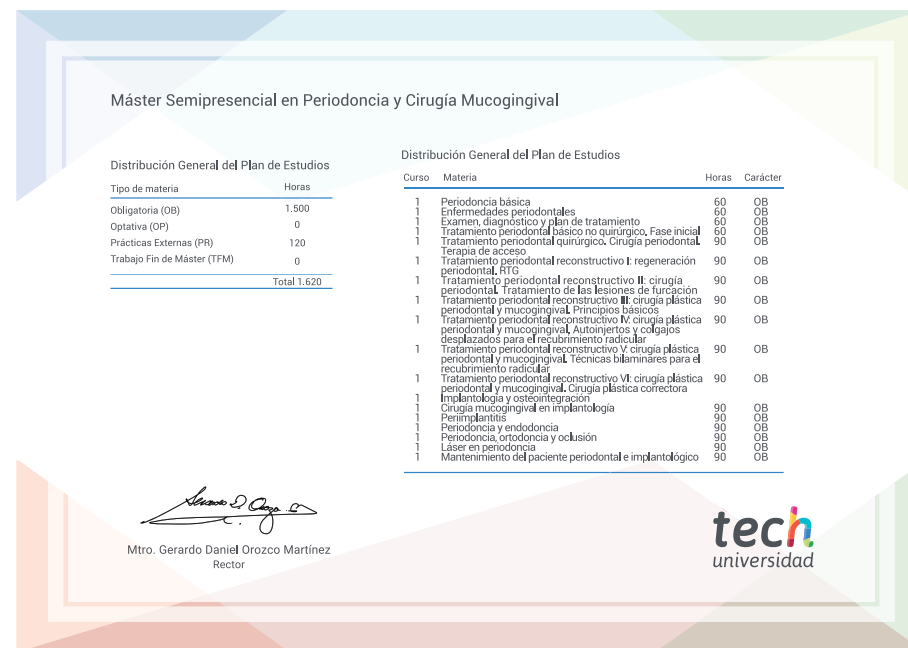 Máster Semipresencial en Periodoncia y Cirugía Mucogingival
Distribución General del Plan de Estudios
Tipo de materia Horas
Obligatoria (OB) 1.500
Optativa (OP) 0
Prácticas Externas (PR) 120
Trabajo Fin de Máster (TFM) 0
Total 1.620
Distribución General del Plan de Estudios
Curso Materia Horas Carácter
1 Periodoncia básica 60 OB
1 Enfermedades periodontales 60 OB
1 Examen, diagnóstico y plan de tratamiento 60 OB
1 Tratamiento periodontal básico no quirúrgico. Fase inicial 60 OB
1 Tratamiento periodontal quirúrgico. Cirugía periodontal. 90 OB
Terapia de acceso
1 Tratamiento periodontal reconstructivo I: regeneración 90 OB
periodontal. RTG
1 Tratamiento periodontal reconstructivo II: cirugía 90 OB
periodontal. Tratamiento de las lesiones de furcación
1 Tratamiento periodontal reconstructivo III: cirugía plástica 90 OB
periodontal y mucogingival. Principios básicos
1 Tratamiento periodontal reconstructivo IV: cirugía plástica 90 OB
periodontal y mucogingival. Autoinjertos y colgajos
desplazados para el recubrimiento radicular
1 Tratamiento periodontal reconstructivo V: cirugía plástica 90 OB
periodontal y mucogingival. Técnicas bilaminares para el
recubrimiento radicular
1 Tratamiento periodontal reconstructivo VI: cirugía plástica 90 OB
periodontal y mucogingival. Cirugía plástica correctora
1 Implantología y osteointegración
1 Cirugía mucogingival en implantología 90 OB
1 Periimplantitis 90 OB
1 Periodoncia y endodoncia 90 OB
1 Periodoncia, ortodoncia y oclusión 90 OB
1 Láser en periodoncia 90 OB
1 Mantenimiento del paciente periodontal e implantológico 90 OB
Mtro. Gerardo Daniel Orozco Martínez
Rector
tech
universidad